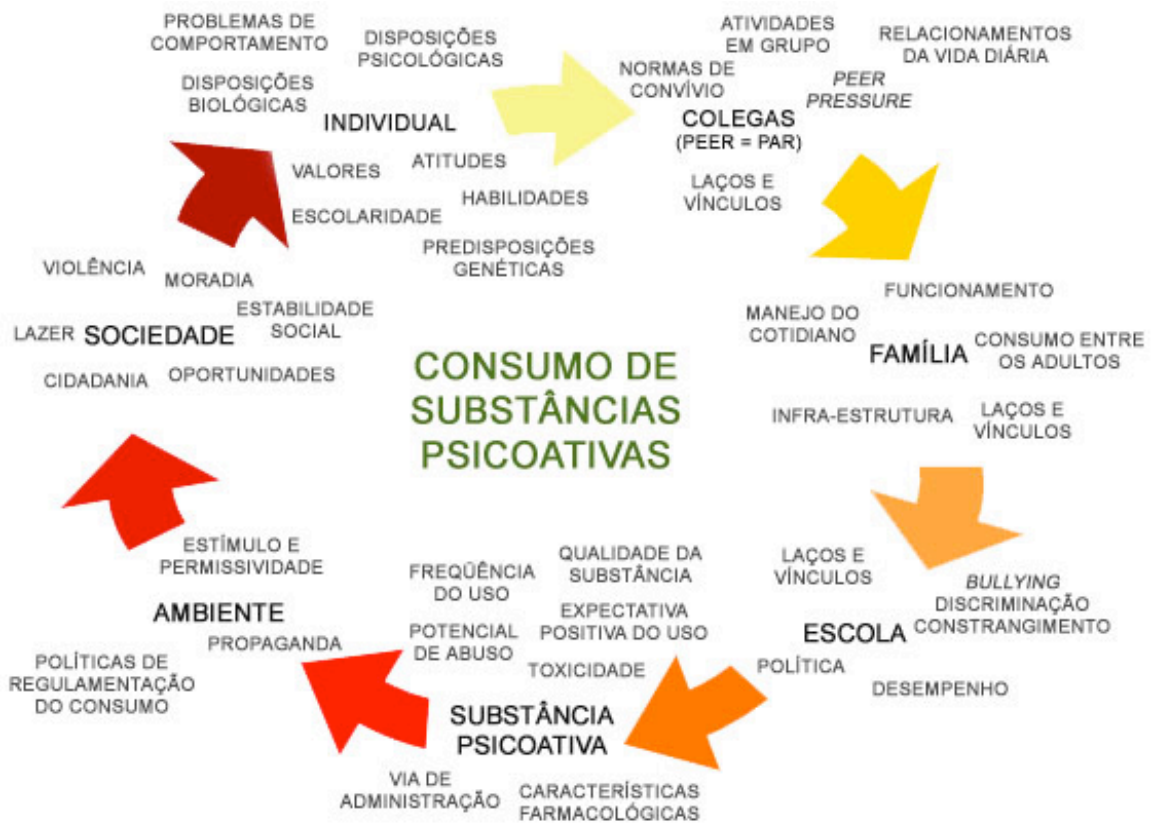 PROBLEMAS DE
COMPORTAMENTO
DISPOSIÇÕES
PSICOLÓGICAS
DISPOSIÇÕES
BIOLÓGICAS
INDIVIDUAL
VALORES
ATITUDES
HABILIDADES
ESCOLARIDADE
PREDISPOSIÇÕES
GENÉTICAS
ATIVIDADES
EM GRUPO
RELACIONAMENTOS
DA VIDA DIÁRIA
NORMAS DE
CONVÍVIO
PEER
PRESSURE
COLEGAS
(PEER = PAR)
LAÇOS E
VÍNCULOS
FUNCIONAMENTO
MANEJO DO
COTIDIANO
FAMÍLIA
CONSUMO ENTRE
OS ADULTOS
INFRA-ESTRUTURA
LAÇOS E
VÍNCULOS
LAÇOS E
VÍNCULOS
BULLYING
DISCRIMINAÇÃO
CONSTRANGIMENTO
ESCOLA
POLÍTICA
DESEMPENHO
QUALIDADE DA
SUBSTÂNCIA
FREQÜÊNCIA
DO USO
EXPECTATIVA
POSITIVA DO USO
POTENCIAL
DE ABUSO
TOXICIDADE
SUBSTÂNCIA
PSICOATIVA
VIA DE
ADMINISTRAÇÃO
CARACTERÍSTICAS
FARMACOLÓGICAS
ESTÍMULO E
PERMISSIVIDADE
AMBIENTE
PROPAGANDA
POLÍTICAS DE
REGULAMENTAÇÃO
DO CONSUMO
VIOLÊNCIA
MORADIA
ESTABILIDADE
SOCIAL
LAZER
SOCIEDADE
CIDADANIA
OPORTUNIDADES
CONSUMO DE
SUBSTÂNCIAS
PSICOATIVAS